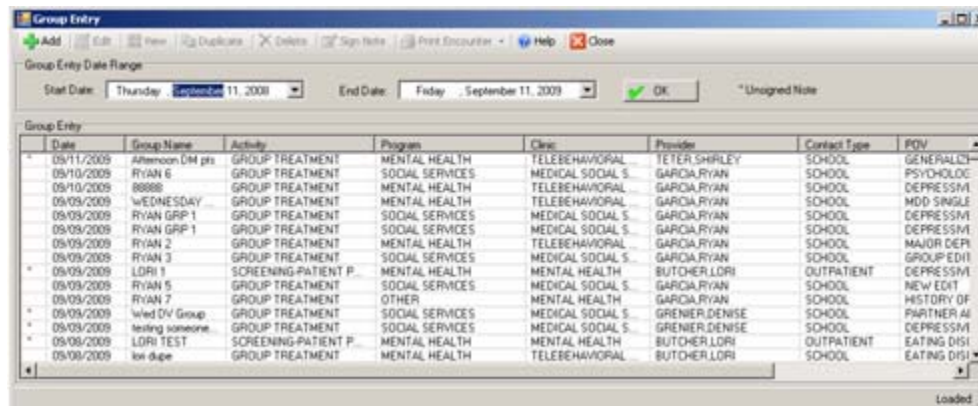 Group Entry
Add Edit View Duplicate Delete Sign Note Print Encounter Help Close
Group Entry Date Range
Start Date: Thursday , September 11, 2008 End Date: Friday , September 11, 2009 OK * Unsigned Note
Group Entry
Date Group Name Activity Program Clinic Provider Contact Type POV
* 09/11/2009 Afternoon DM pts GROUP TREATMENT MENTAL HEALTH TELEBEHAVIORAL ... TETER,SHIRLEY SCHOOL GENERALIZE
09/10/2009 RYAN 6 GROUP TREATMENT SOCIAL SERVICES MEDICAL SOCIAL S... GARCIA,RYAN SCHOOL PSYCHOLOG
09/10/2009 88888 GROUP TREATMENT MENTAL HEALTH TELEBEHAVIORAL ... GARCIA,RYAN SCHOOL DEPRESSIVE
09/09/2009 WEDNESDAY ... GROUP TREATMENT MENTAL HEALTH TELEBEHAVIORAL ... GARCIA,RYAN SCHOOL MDD SINGLE
09/09/2009 RYAN GRP 1 GROUP TREATMENT SOCIAL SERVICES MEDICAL SOCIAL S... GARCIA,RYAN SCHOOL DEPRESSIVE
09/09/2009 RYAN GRP 1 GROUP TREATMENT SOCIAL SERVICES MEDICAL SOCIAL S... GARCIA,RYAN SCHOOL DEPRESSIVE
09/09/2009 RYAN 2 GROUP TREATMENT MENTAL HEALTH TELEBEHAVIORAL ... GARCIA,RYAN SCHOOL MAJOR DEPR
09/09/2009 RYAN 3 GROUP TREATMENT SOCIAL SERVICES MEDICAL SOCIAL S... GARCIA,RYAN SCHOOL GROUP EDIT
* 09/09/2009 LORI 1 SCREENING-PATIENT P... MENTAL HEALTH MENTAL HEALTH BUTCHER,LORI OUTPATIENT DEPRESSIVE
09/09/2009 RYAN 5 GROUP TREATMENT SOCIAL SERVICES MEDICAL SOCIAL S... GARCIA,RYAN SCHOOL NEW EDIT
09/09/2009 RYAN 7 GROUP TREATMENT OTHER MENTAL HEALTH GARCIA,RYAN SCHOOL HISTORY OF
* 09/09/2009 Wed DV Group GROUP TREATMENT SOCIAL SERVICES MEDICAL SOCIAL S... GRENIER,DENISE SCHOOL PARTNER AB
* 09/09/2009 testing someone... GROUP TREATMENT SOCIAL SERVICES MEDICAL SOCIAL S... GRENIER,DENISE SCHOOL DEPRESSIVE
* 09/08/2009 LORI TEST SCREENING-PATIENT P... MENTAL HEALTH MENTAL HEALTH BUTCHER,LORI OUTPATIENT EATING DISO
09/08/2009 lori dupe GROUP TREATMENT MENTAL HEALTH TELEBEHAVIORAL ... BUTCHER,LORI SCHOOL EATING DISO
Loaded